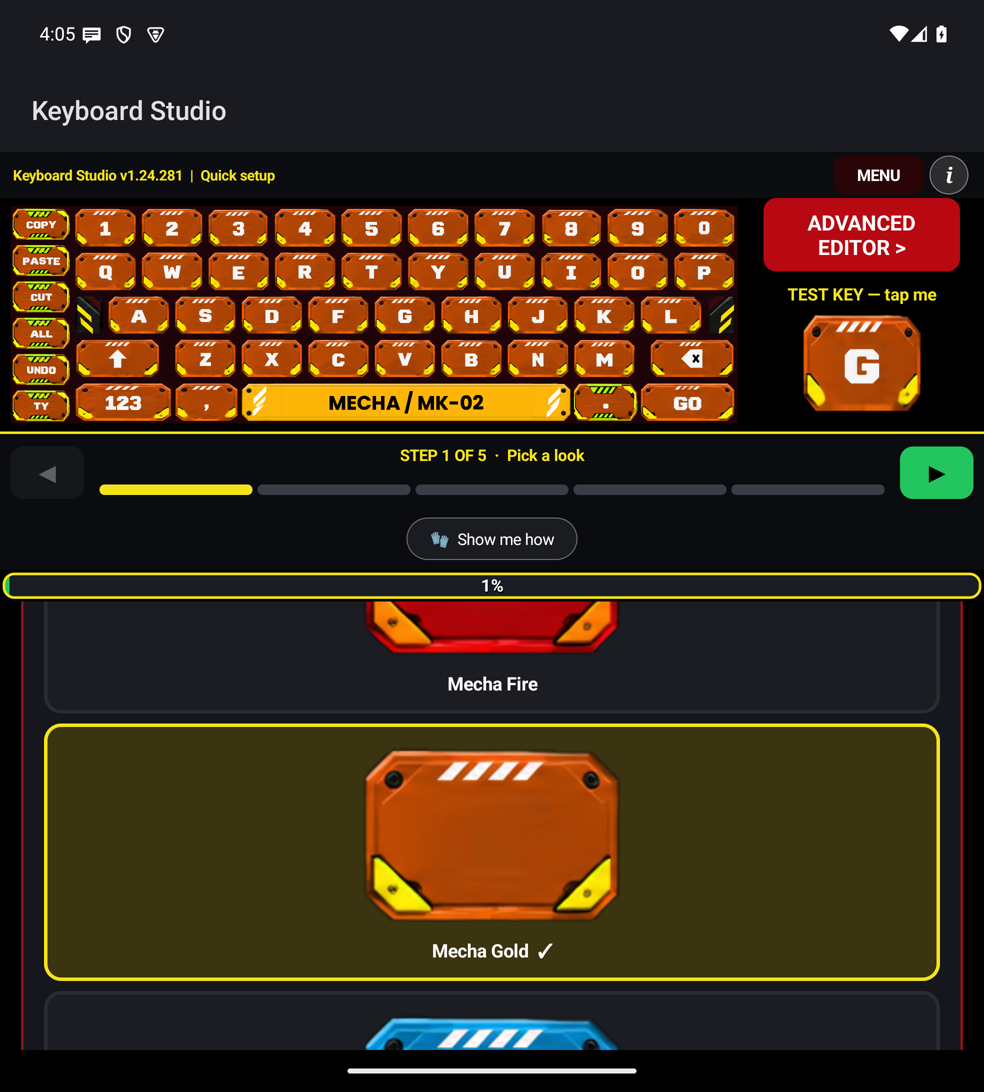 4:05
Keyboard Studio
Keyboard Studio v1.24.281 | Quick setup
MENU
i
COPY
1 2 3 4 5 6 7 8 9 0
ADVANCED
EDITOR >
PASTE
Q W E R T Y U I O P
TEST KEY — tap me
CUT
A S D F G H J K L
ALL
G
UNDO
Z X C V B N M
TY
123 , MECHA / MK-02 . GO
STEP 1 OF 5 · Pick a look
Show me how
1%
Mecha Fire
Mecha Gold ✓